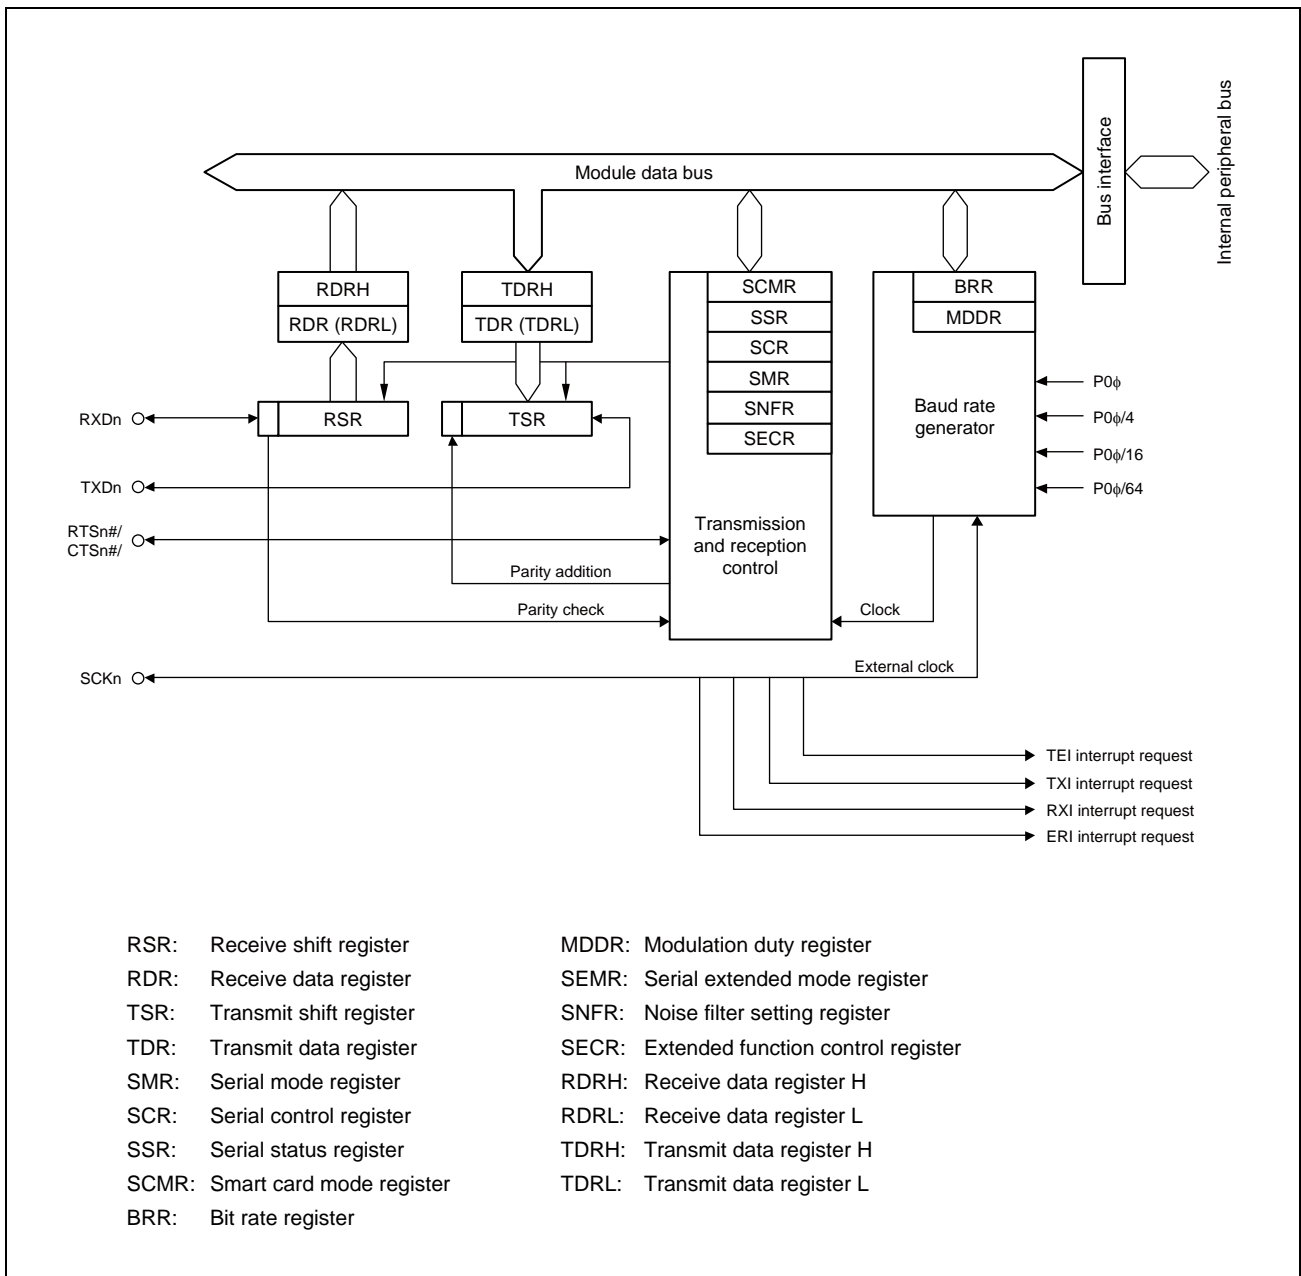 Module data bus
Bus interface
Internal peripheral bus
RDRH
RDR (RDRL)
TDRH
TDR (TDRL)
SCMR
SSR
SCR
SMR
SNFR
SECR
BRR
MDDR
RXDn
RSR
TSR
Baud rate
generator
P0ϕ
P0ϕ/4
P0ϕ/16
P0ϕ/64
TXDn
RTSn#/
CTSn#/
Transmission
and reception
control
Parity addition
Parity check
Clock
SCKn
External clock
TEI interrupt request
TXI interrupt request
RXI interrupt request
ERI interrupt request
RSR: Receive shift register
RDR: Receive data register
TSR: Transmit shift register
TDR: Transmit data register
SMR: Serial mode register
SCR: Serial control register
SSR: Serial status register
SCMR: Smart card mode register
BRR: Bit rate register
MDDR: Modulation duty register
SEMR: Serial extended mode register
SNFR: Noise filter setting register
SECR: Extended function control register
RDRH: Receive data register H
RDRL: Receive data register L
TDRH: Transmit data register H
TDRL: Transmit data register L